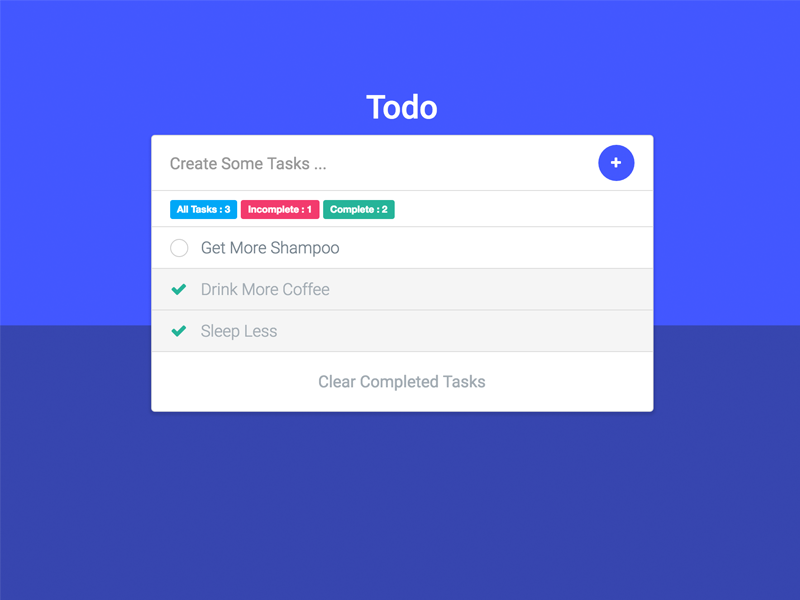 Todo
Create Some Tasks ...
+
All Tasks : 3 Incomplete : 1 Complete : 2
Get More Shampoo
Drink More Coffee
Sleep Less
Clear Completed Tasks